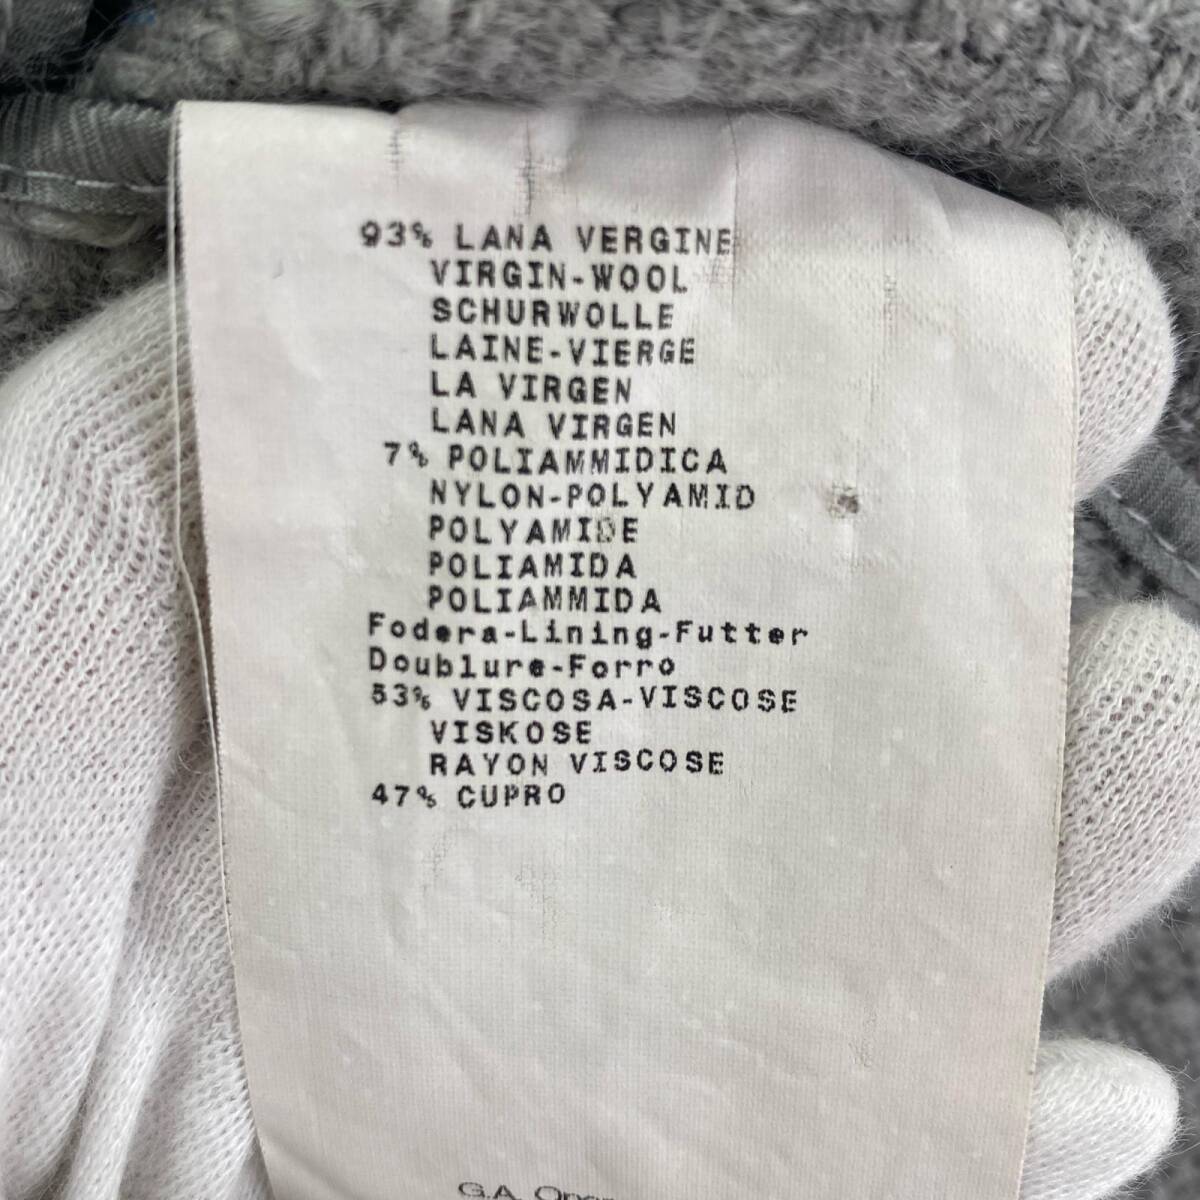 93% LANA VERGINE
VIRGIN-WOOL
SCHURWOLLE
LAINE-VIERGE
LA VIRGEN
LANA VIRGEN
7% POLIAMMIDICA
NYLON-POLYAMID
POLYAMIDE
POLIAMIDA
POLIAMMIDA
Fodera-Lining-Futter
Doublure-Forro
53% VISCOSA-VISCOSE
VISKOSE
RAYON VISCOSE
47% CUPRO
G.A.